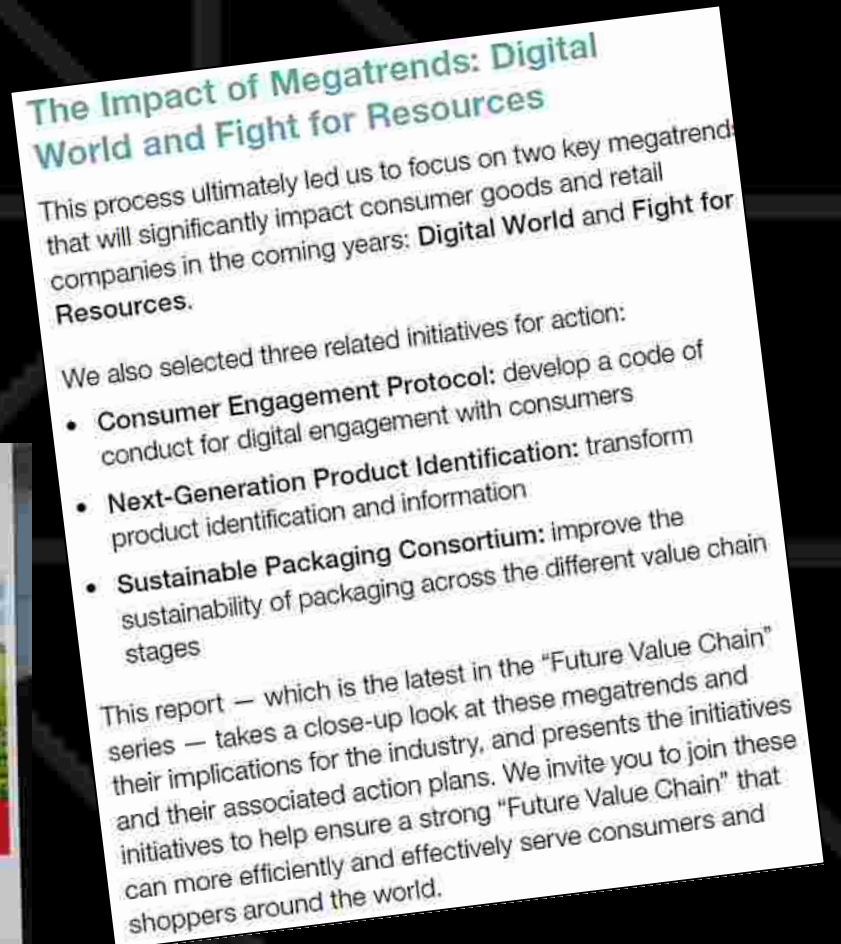 The Impact of Megatrends: Digital
World and Fight for Resources
This process ultimately led us to focus on two key megatrends
that will significantly impact consumer goods and retail
companies in the coming years: Digital World and Fight for
Resources.
We also selected three related initiatives for action:
• Consumer Engagement Protocol: develop a code of
conduct for digital engagement with consumers
• Next-Generation Product Identification: transform
product identification and information
• Sustainable Packaging Consortium: improve the
sustainability of packaging across the different value chain
stages
This report — which is the latest in the “Future Value Chain”
series — takes a close-up look at these megatrends and
their implications for the industry, and presents the initiatives
and their associated action plans. We invite you to join these
initiatives to help ensure a strong “Future Value Chain” that
can more efficiently and effectively serve consumers and
shoppers around the world.